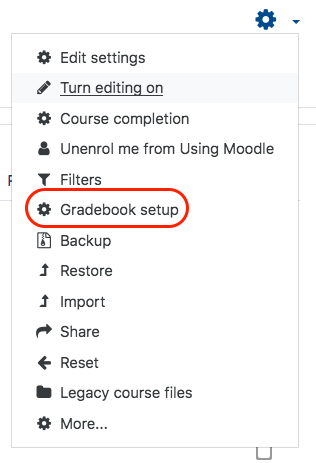 Edit settings
Turn editing on
Course completion
Unenrol me from Using Moodle
Filters
Gradebook setup
Backup
Restore
Import
Share
Reset
Legacy course files
More...